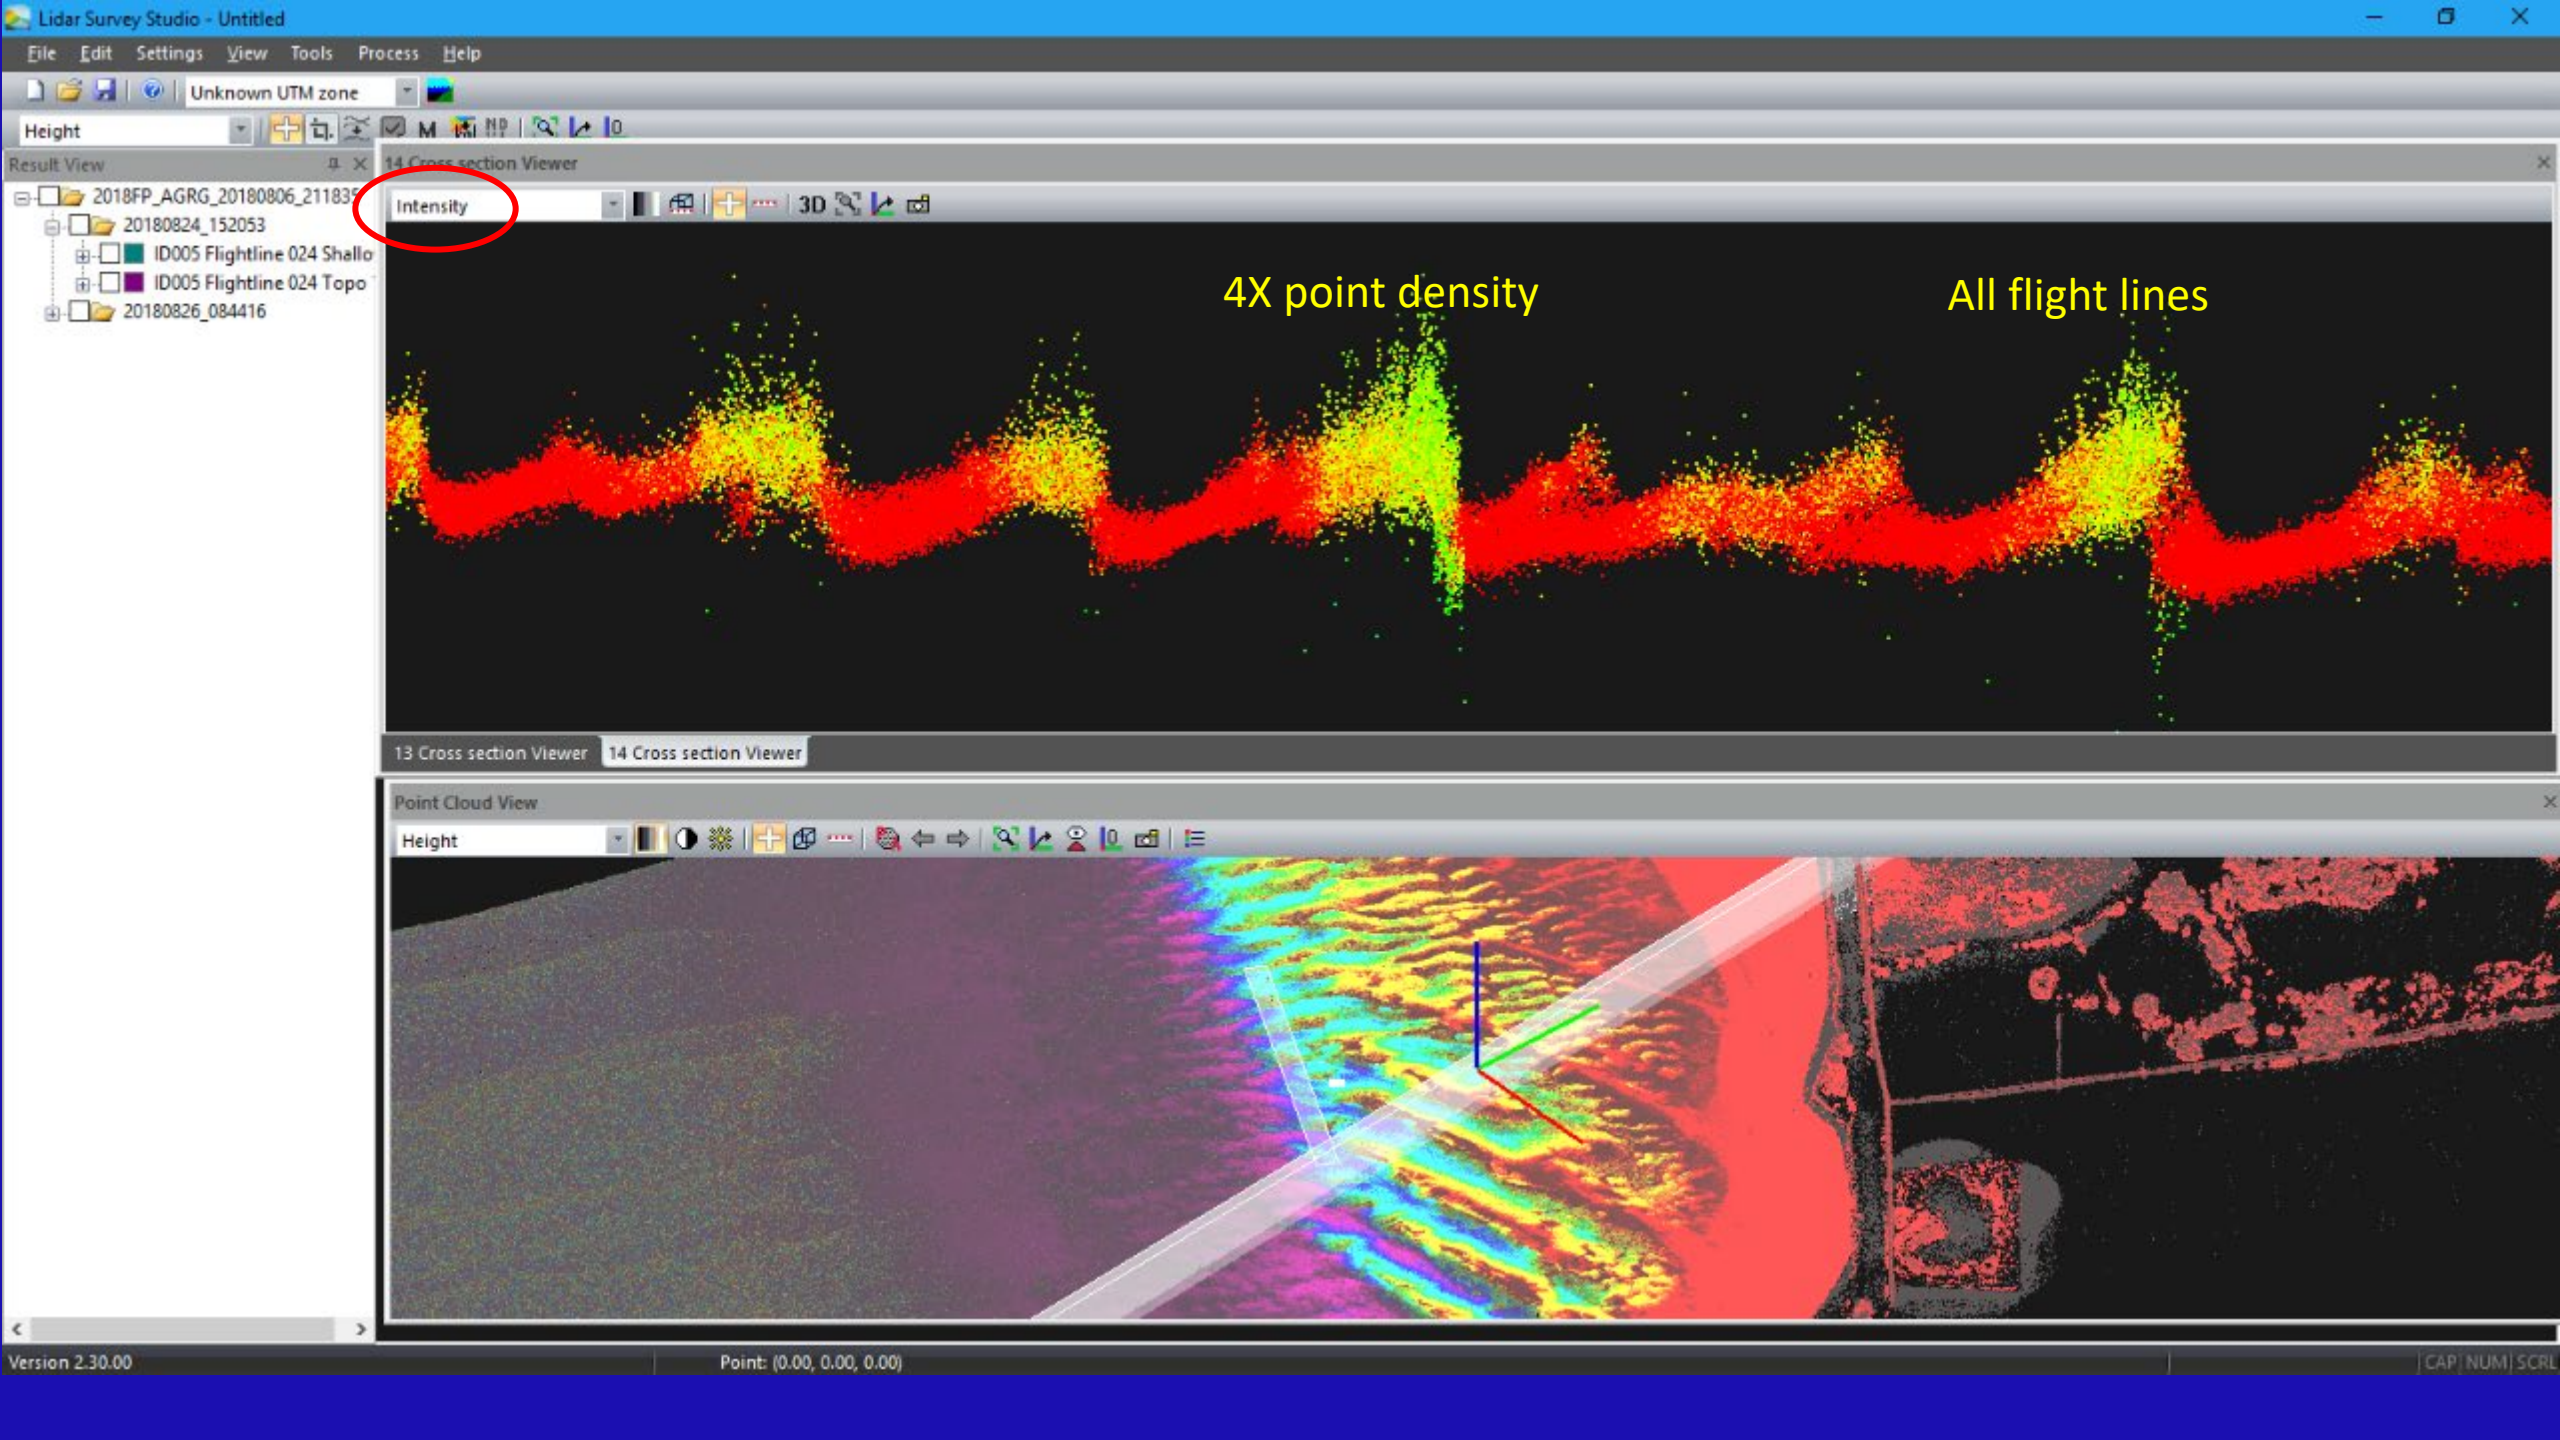 Lidar Survey Studio - Untitled
File Edit Settings View Tools Process Help
Unknown UTM zone
Height
M
Result View
2018FP_AGRG_20180806_211835
20180824_152053
ID005 Flightline 024 Shallo
ID005 Flightline 024 Topo
20180826_084416
14 Cross section Viewer
Intensity
3D
4X point density
All flight lines
13 Cross section Viewer
14 Cross section Viewer
Point Cloud View
Height
Version 2.30.00
Point: (0.00, 0.00, 0.00)
CAP NUM SCRL